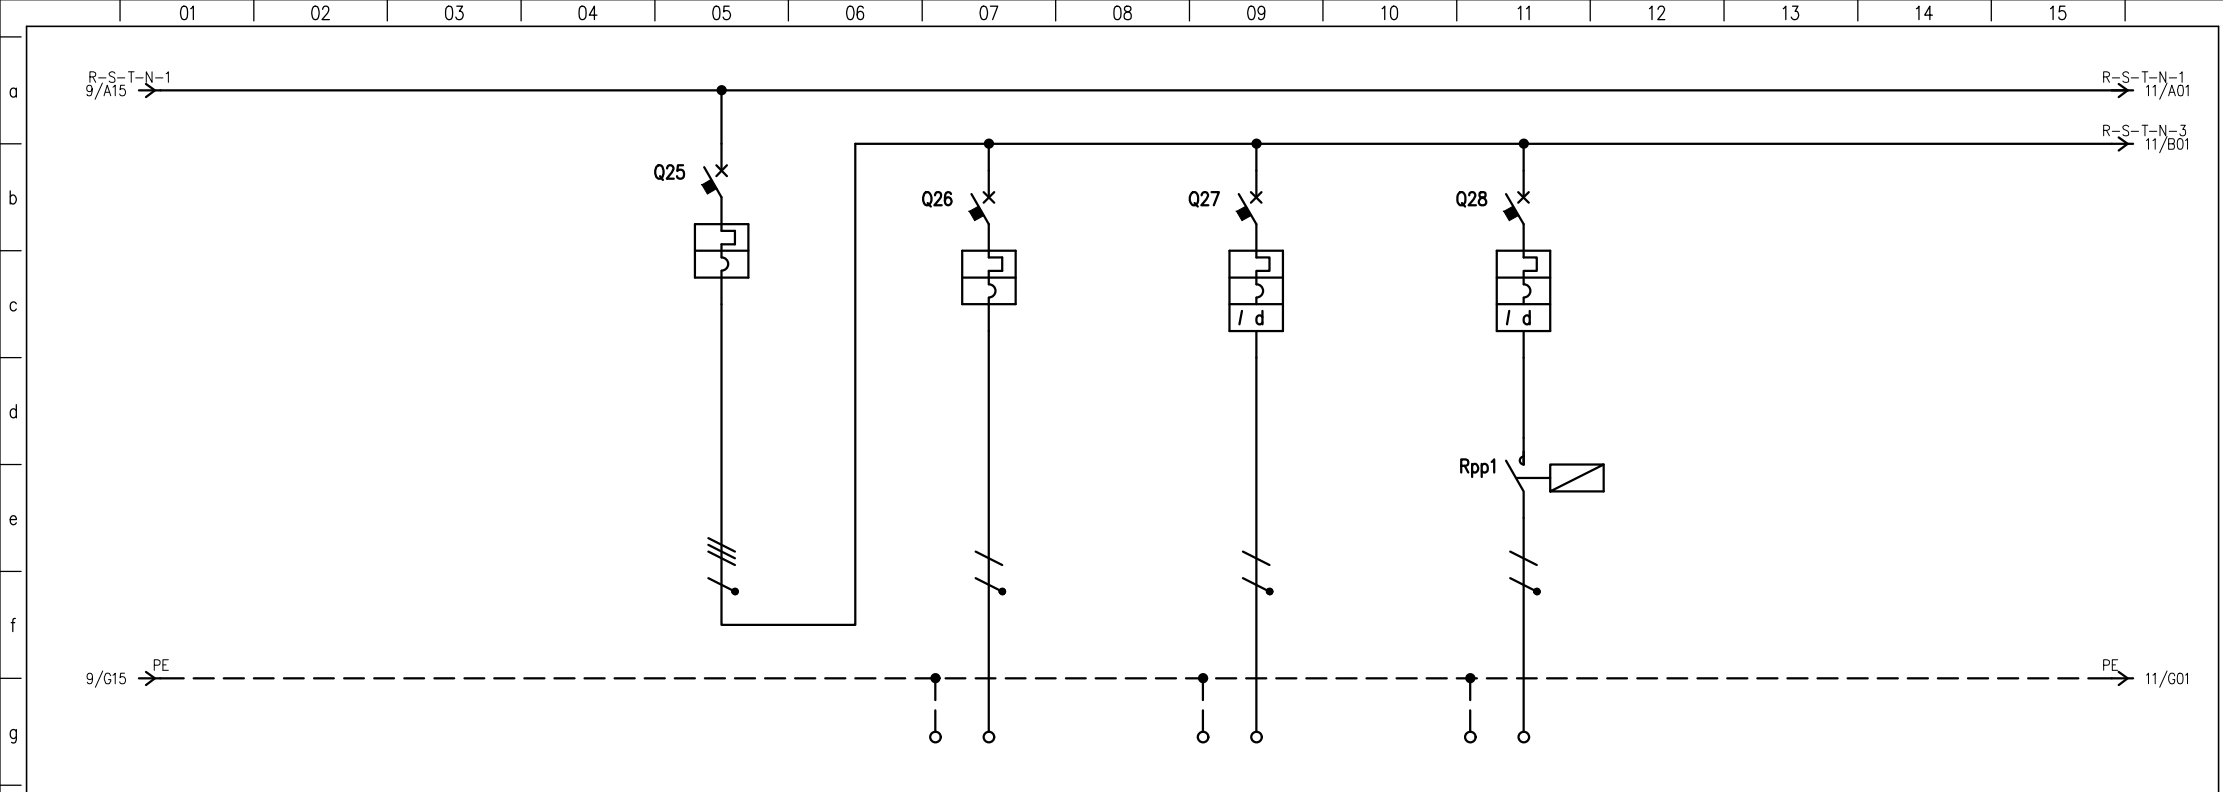 01 02 03 04 05 06 07 08 09 10 11 12 13 14 15
R-S-T-N-1 R-S-T-N-1
a 9/A15 11/A01
R-S-T-N-3
11/B01
Q25
b Q26 Q27 Q28
c
I d I d
d
Rpp1
e
f
PE PE
9/G15 11/G01
g